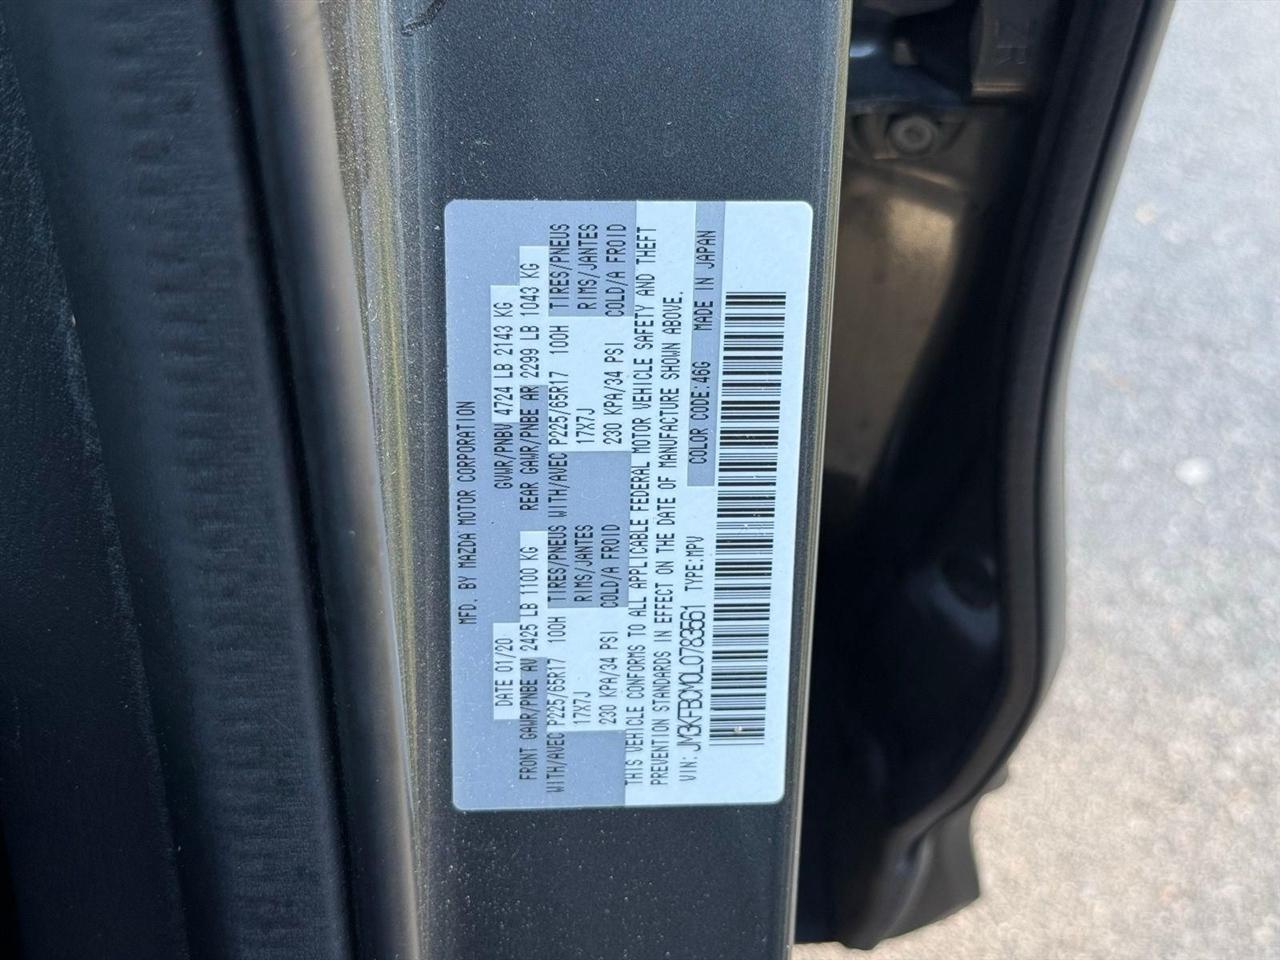 MFD. BY MAZDA MOTOR CORPORATION
DATE 01/20 GVWR/PNBV 4724 LB 2143 KG
FRONT GAWR/PNBE AV 2425 LB 1100 KG REAR GAWR/PNBE AR 2299 LB 1043 KG
WITH/AVEC P225/65R17 100H TIRES/PNEUS WITH/AVEC P225/65R17 100H TIRES/PNEUS
17X7J RIMS/JANTES 17X7J RIMS/JANTES
230 KPA/34 PSI COLD/A FROID 230 KPA/34 PSI COLD/A FROID
THIS VEHICLE CONFORMS TO ALL APPLICABLE FEDERAL MOTOR VEHICLE SAFETY AND THEFT
PREVENTION STANDARDS IN EFFECT ON THE DATE OF MANUFACTURE SHOWN ABOVE.
VIN: JM3KFBCM0L0783561 TYPE:MPV COLOR CODE:46G MADE IN JAPAN